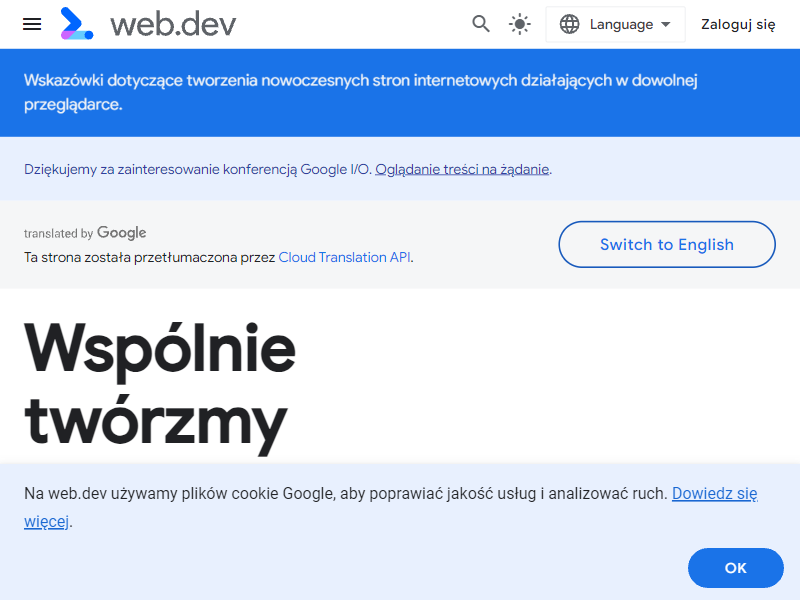 web.dev
Language
Zaloguj się
Wskazówki dotyczące tworzenia nowoczesnych stron internetowych działających w dowolnej
przeglądarce.
Dziękujemy za zainteresowanie konferencją Google I/O. Oglądanie treści na żądanie.
translated by Google
Ta strona została przetłumaczona przez Cloud Translation API.
Switch to English
Wspólnie
twórzmy
Na web.dev używamy plików cookie Google, aby poprawiać jakość usług i analizować ruch. Dowiedz się
więcej.
OK